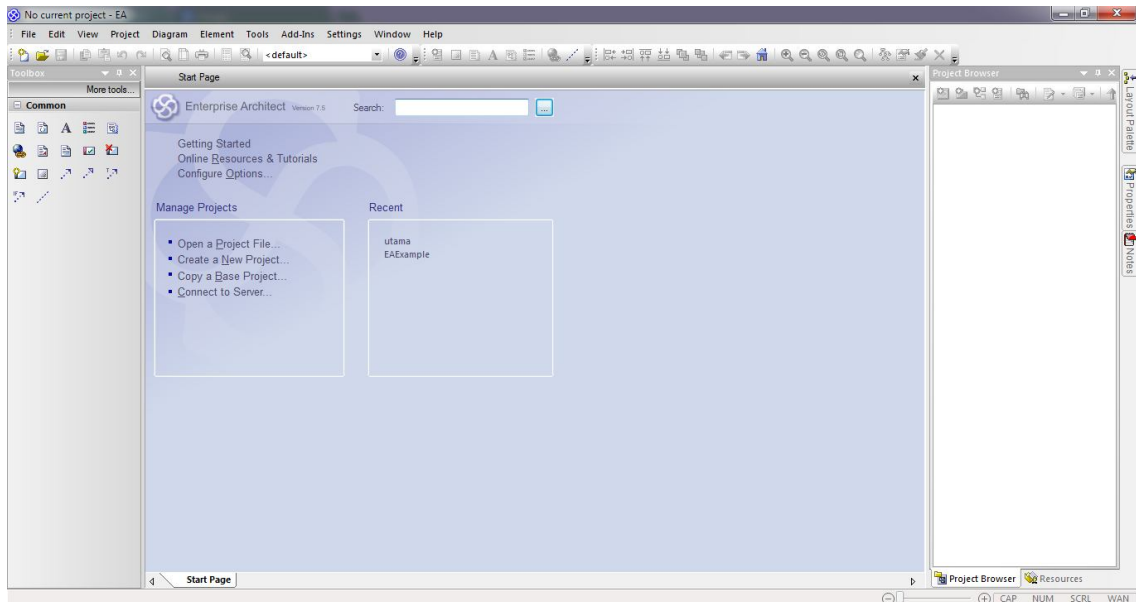 No current project - EA
File Edit View Project Diagram Element Tools Add-Ins Settings Window Help
<default>
Toolbox
More tools...
Common
Start Page
Enterprise Architect Version 7.5 Search:
Getting Started
Online Resources & Tutorials
Configure Options...
Manage Projects
Open a Project File...
Create a New Project...
Copy a Base Project...
Connect to Server...
Recent
utama
EAExample
Start Page
Project Browser
Layout Palette
Properties
Notes
Project Browser Resources
CAP NUM SCRL WAN